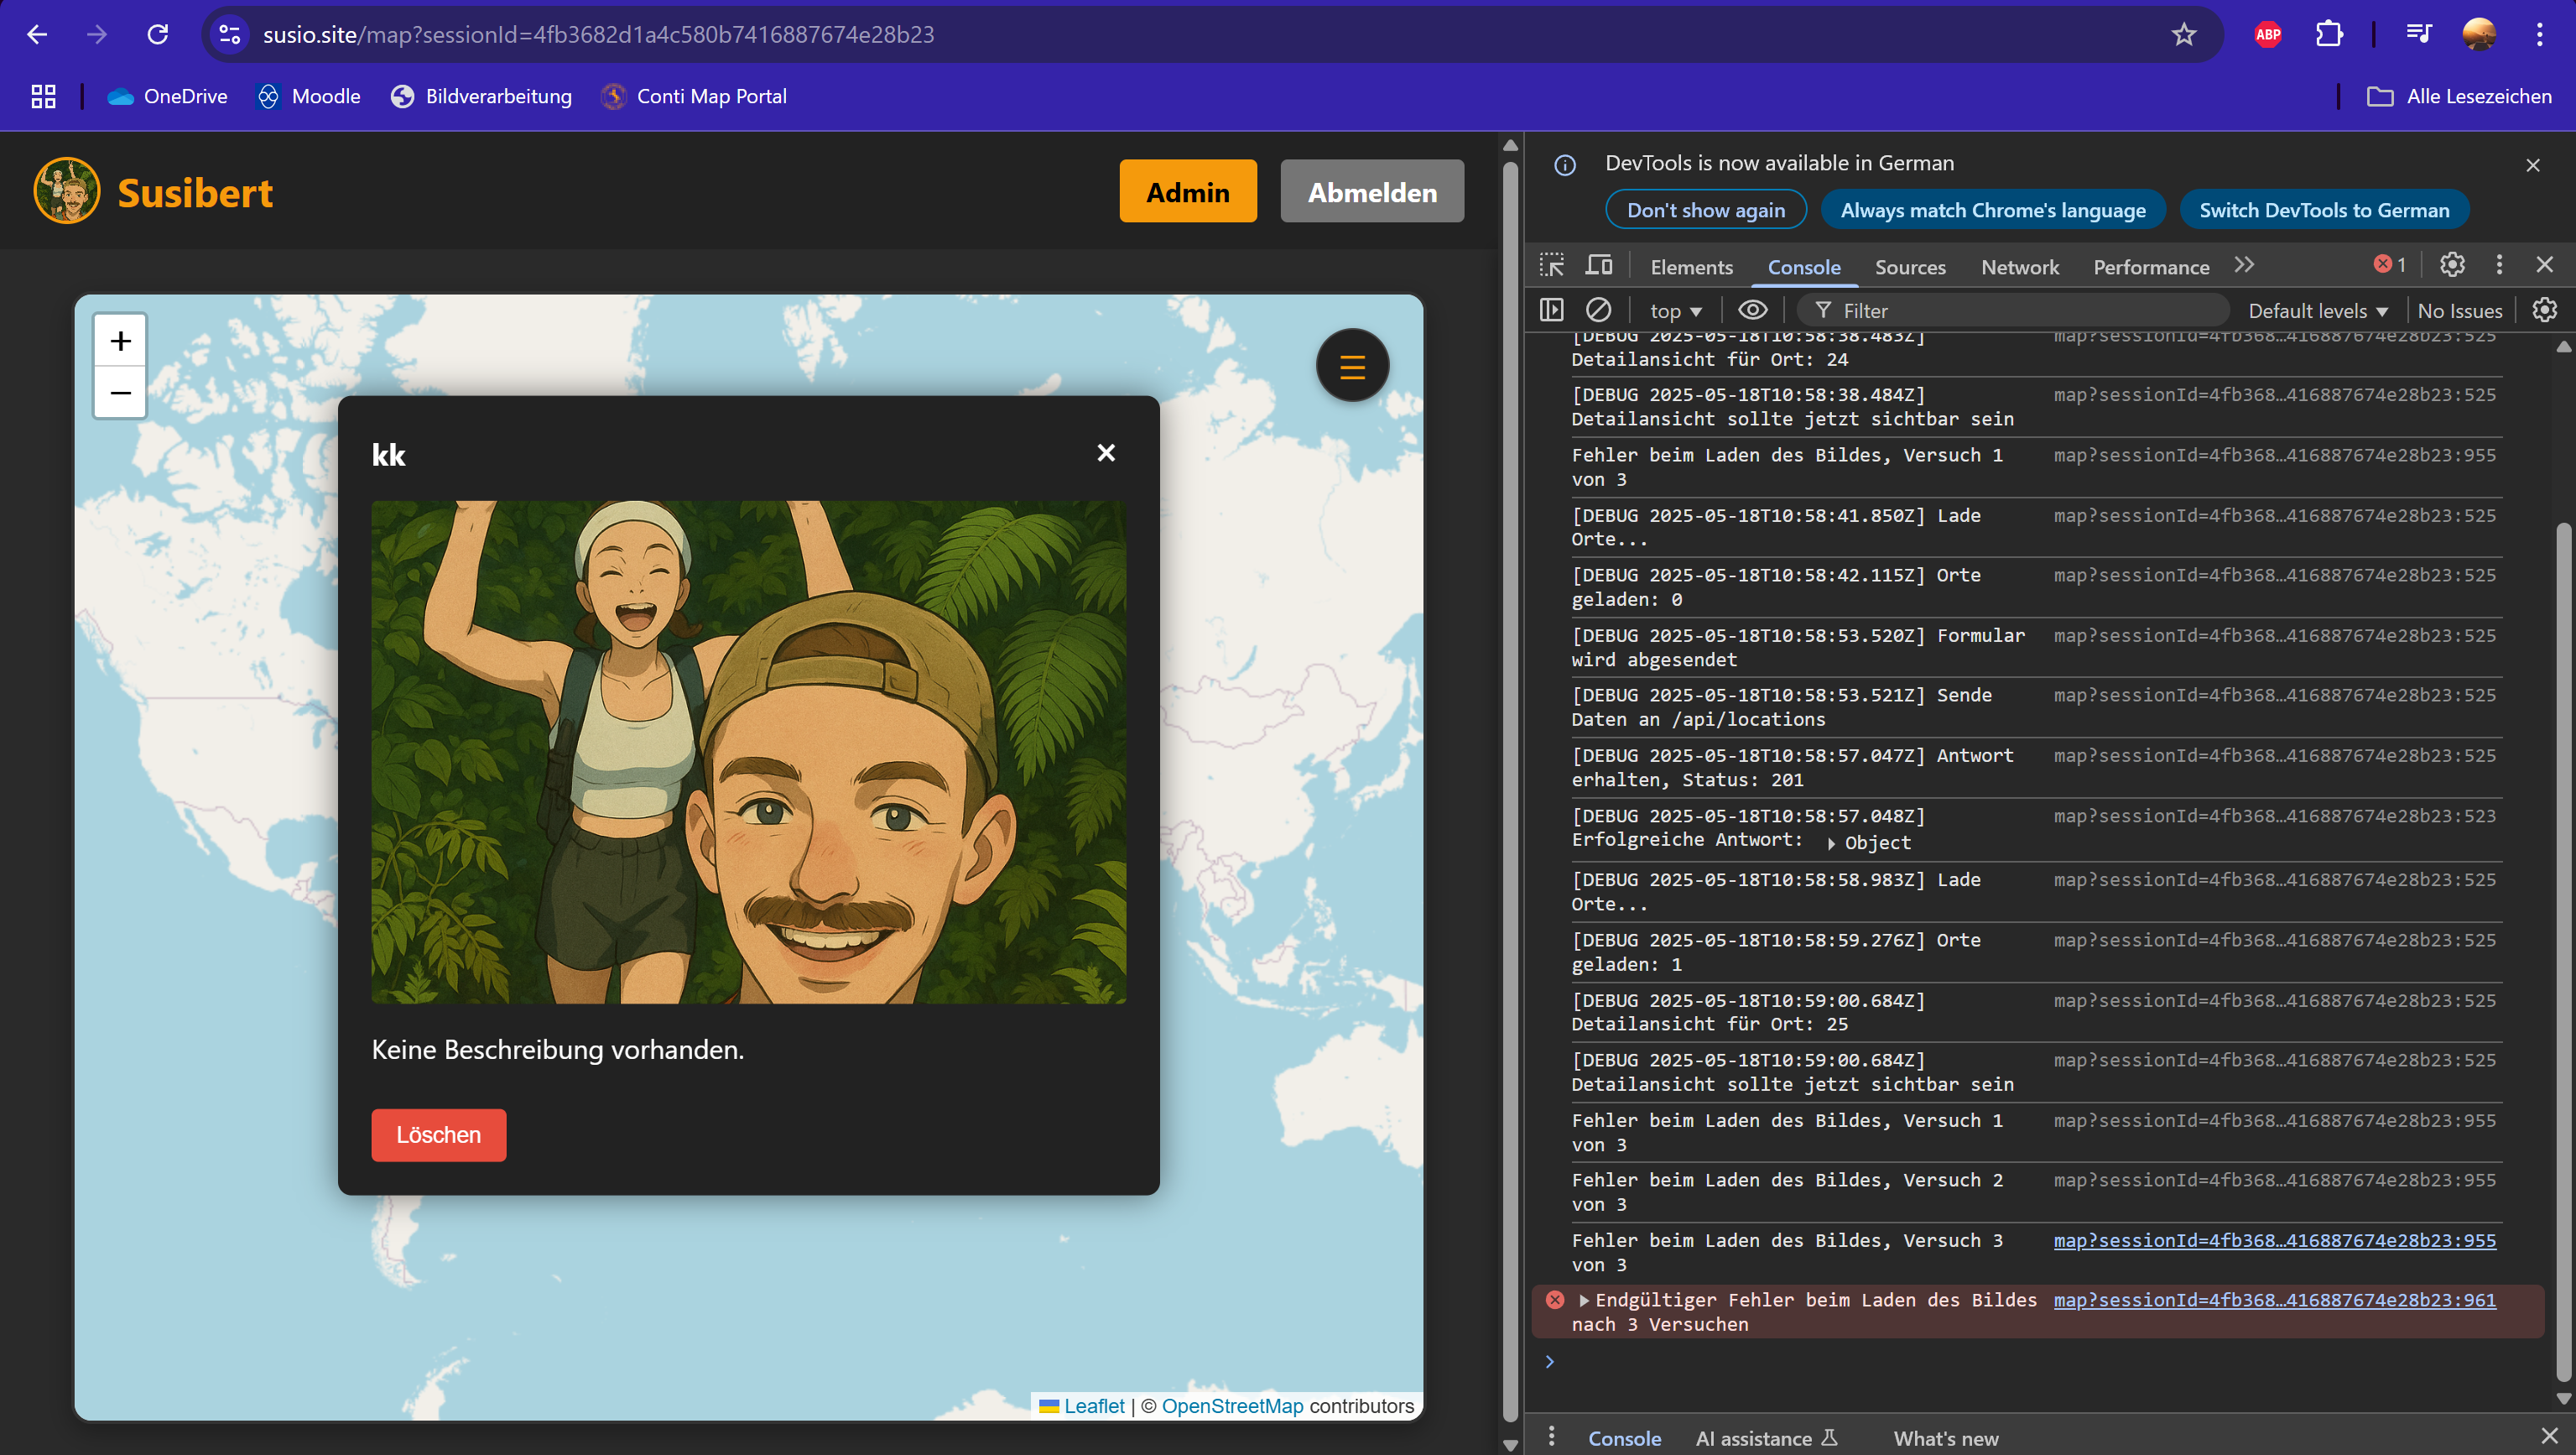 susio.site/map?sessionId=4fb3682d1a4c580b7416887674e28b23
ABP
OneDrive
Moodle
Bildverarbeitung
Conti Map Portal
Alle Lesezeichen
Susibert
Admin
Abmelden
+
−
☰
kk
×
Keine Beschreibung vorhanden.
Löschen
Leaflet | © OpenStreetMap contributors
DevTools is now available in German
Don't show again
Always match Chrome's language
Switch DevTools to German
Elements
Console
Sources
Network
Performance
1
top
Filter
Default levels
No Issues
[DEBUG 2025-05-18T10:58:38.483Z] map?sessionId=4fb368…416887674e28b23:525
Detailansicht für Ort: 24
[DEBUG 2025-05-18T10:58:38.484Z] map?sessionId=4fb368…416887674e28b23:525
Detailansicht sollte jetzt sichtbar sein
Fehler beim Laden des Bildes, Versuch 1 map?sessionId=4fb368…416887674e28b23:955
von 3
[DEBUG 2025-05-18T10:58:41.850Z] Lade map?sessionId=4fb368…416887674e28b23:525
Orte...
[DEBUG 2025-05-18T10:58:42.115Z] Orte map?sessionId=4fb368…416887674e28b23:525
geladen: 0
[DEBUG 2025-05-18T10:58:53.520Z] Formular map?sessionId=4fb368…416887674e28b23:525
wird abgesendet
[DEBUG 2025-05-18T10:58:53.521Z] Sende map?sessionId=4fb368…416887674e28b23:525
Daten an /api/locations
[DEBUG 2025-05-18T10:58:57.047Z] Antwort map?sessionId=4fb368…416887674e28b23:525
erhalten, Status: 201
[DEBUG 2025-05-18T10:58:57.048Z] map?sessionId=4fb368…416887674e28b23:523
Erfolgreiche Antwort: Object
[DEBUG 2025-05-18T10:58:58.983Z] Lade map?sessionId=4fb368…416887674e28b23:525
Orte...
[DEBUG 2025-05-18T10:58:59.276Z] Orte map?sessionId=4fb368…416887674e28b23:525
geladen: 1
[DEBUG 2025-05-18T10:59:00.684Z] map?sessionId=4fb368…416887674e28b23:525
Detailansicht für Ort: 25
[DEBUG 2025-05-18T10:59:00.684Z] map?sessionId=4fb368…416887674e28b23:525
Detailansicht sollte jetzt sichtbar sein
Fehler beim Laden des Bildes, Versuch 1 map?sessionId=4fb368…416887674e28b23:955
von 3
Fehler beim Laden des Bildes, Versuch 2 map?sessionId=4fb368…416887674e28b23:955
von 3
Fehler beim Laden des Bildes, Versuch 3 map?sessionId=4fb368…416887674e28b23:955
von 3
Endgültiger Fehler beim Laden des Bildes map?sessionId=4fb368…416887674e28b23:961
nach 3 Versuchen
Console
AI assistance
What's new